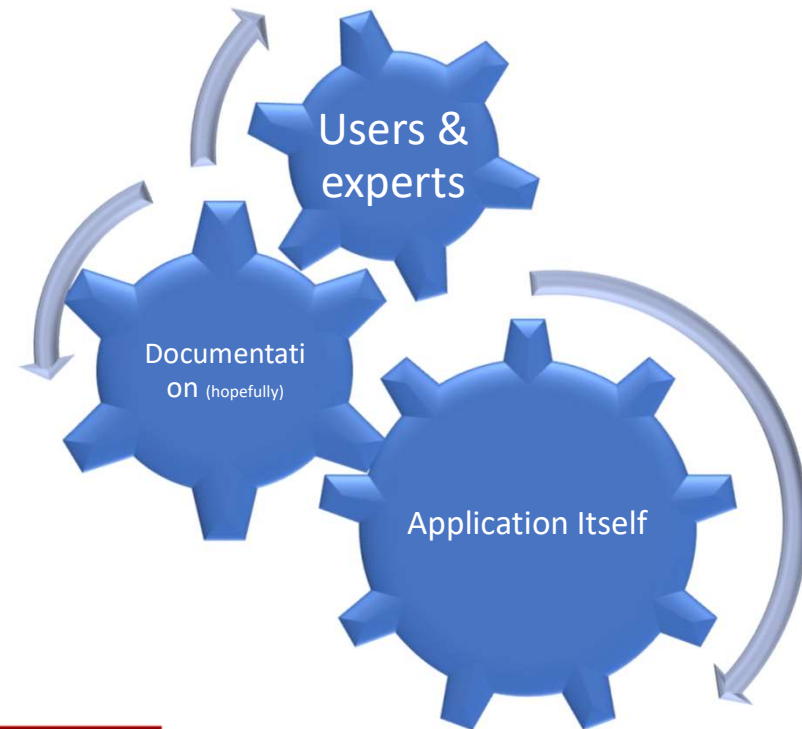 Users &
experts
Documentati
on (hopefully)
Application Itself